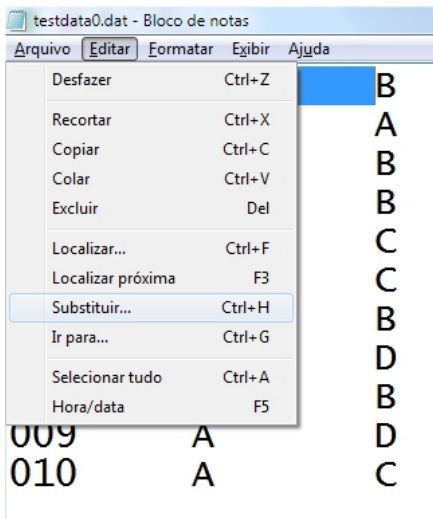 testdata0.dat - Bloco de notas
Arquivo Editar Formatar Exibir Ajuda
Desfazer Ctrl+Z
Recortar Ctrl+X
Copiar Ctrl+C
Colar Ctrl+V
Excluir Del
Localizar... Ctrl+F
Localizar próxima F3
Substituir... Ctrl+H
Ir para... Ctrl+G
Selecionar tudo Ctrl+A
Hora/data F5
B
A
B
B
C
C
B
D
B
009 A D
010 A C